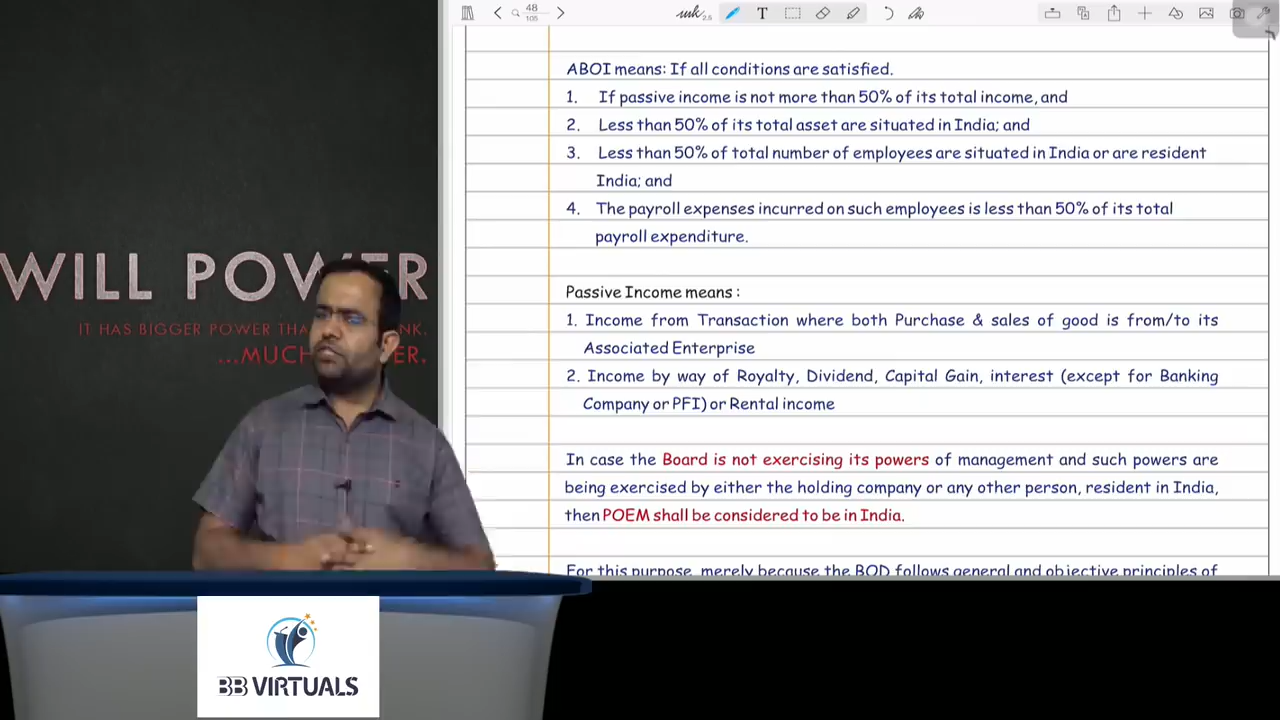 48
105
T
2.5
ABOI means: If all conditions are satisfied.
1. If passive income is not more than 50% of its total income, and
2. Less than 50% of its total asset are situated in India; and
3. Less than 50% of total number of employees are situated in India or are resident
India; and
4. The payroll expenses incurred on such employees is less than 50% of its total
payroll expenditure.
Passive Income means :
1. Income from Transaction where both Purchase & sales of good is from/to its
Associated Enterprise
2. Income by way of Royalty, Dividend, Capital Gain, interest (except for Banking
Company or PFI) or Rental income
In case the Board is not exercising its powers of management and such powers are
being exercised by either the holding company or any other person, resident in India,
then POEM shall be considered to be in India.
For this purpose, merely because the BOD follows general and objective principles of
WILL POWER
IT HAS BIGGER POWER
...MUCH
BB VIRTUALS